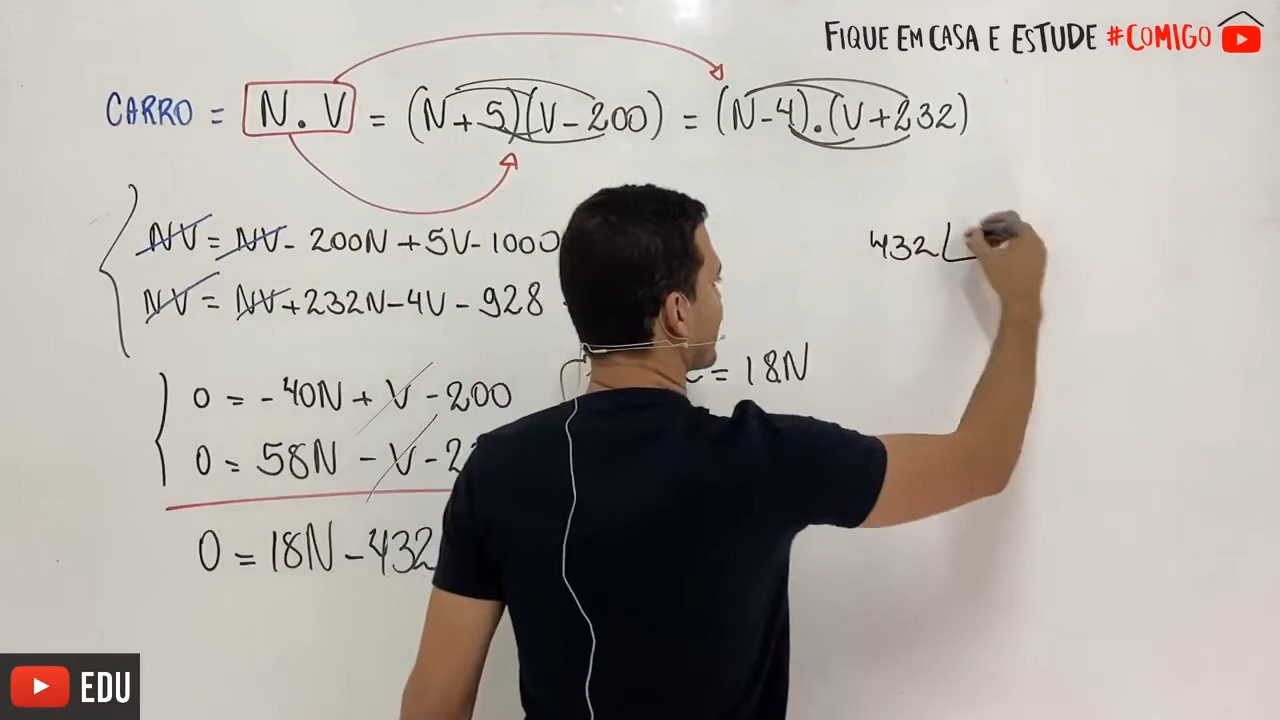 FIQUE EM CASA E ESTUDE #COMIGO
CARRO = N . V = (N + 5)(V - 200) = (N - 4).(V + 232)
NV = NV - 200N + 5V - 1000
NV = NV + 232N - 4V - 928
432
0 = -40N + V - 200
= 18N
0 = 58N - V - 2
0 = 18N - 432
EDU